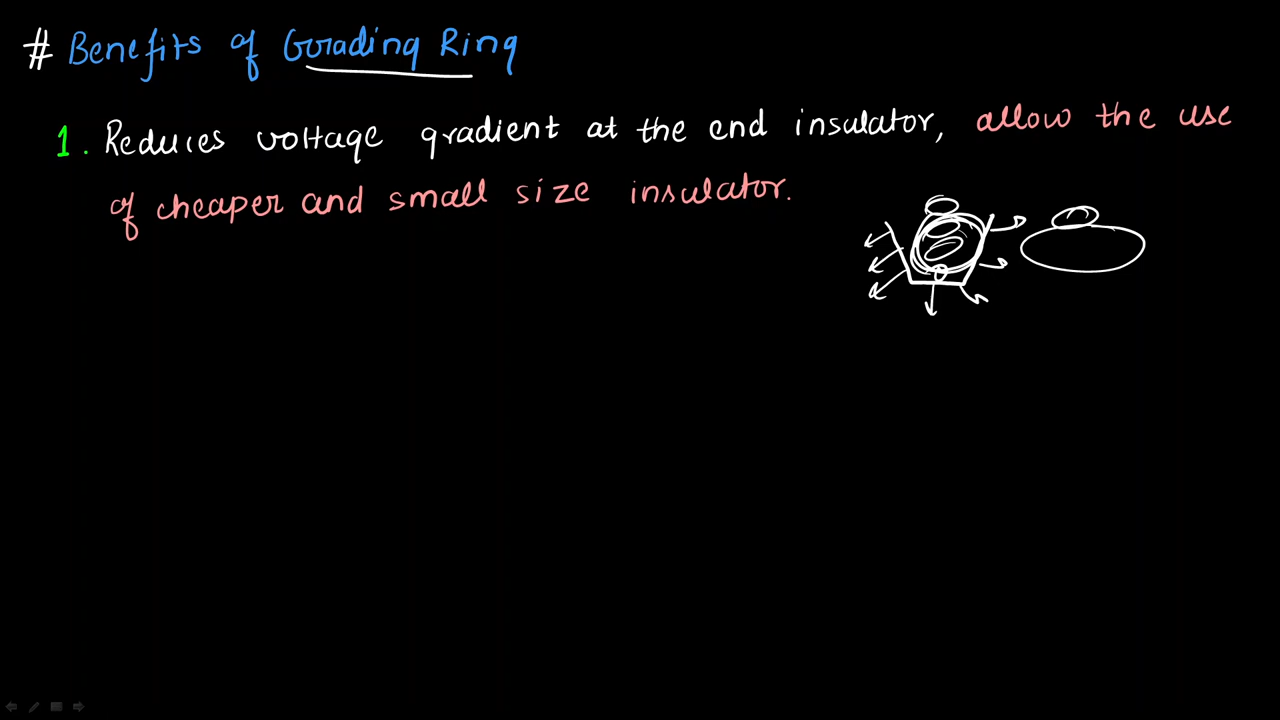 # Benefits of Grading Ring
1. Reduces voltage gradient at the end insulator, allow the use
of cheaper and small size insulator.